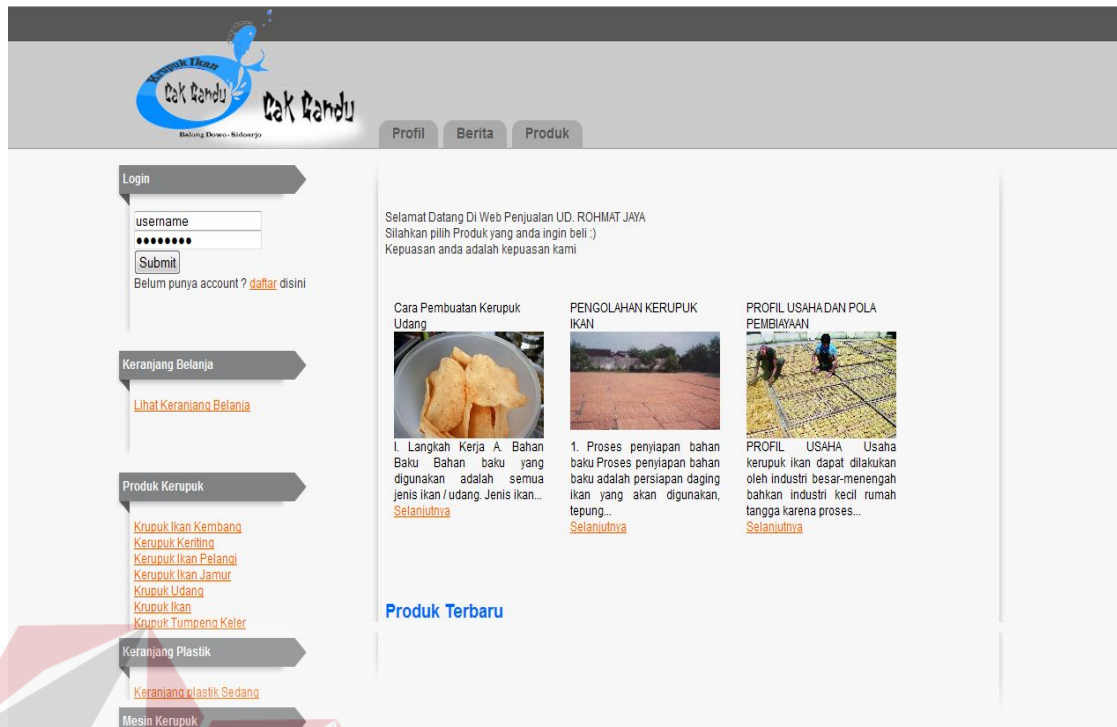 Krupuk Ikan
Cak Gandu
Balong Dowo - Sidoarjo
Cak Gandu
Profil
Berita
Produk
Login
username
Submit
Belum punya account ? daftar disini
Keranjang Belanja
Lihat Keranjang Belanja
Produk Kerupuk
Krupuk Ikan Kembang
Kerupuk Keriting
Kerupuk Ikan Pelangi
Kerupuk Ikan Jamur
Krupuk Udang
Krupuk Ikan
Krupuk Tumpeng Keler
Keranjang Plastik
Keranjang plastik Sedang
Mesin Kerupuk
Selamat Datang Di Web Penjualan UD. ROHMAT JAYA
Silahkan pilih Produk yang anda ingin beli :)
Kepuasan anda adalah kepuasan kami
Cara Pembuatan Kerupuk
Udang
I. Langkah Kerja A. Bahan
Baku Bahan baku yang
digunakan adalah semua
jenis ikan / udang. Jenis ikan...
Selanjutnya
PENGOLAHAN KERUPUK
IKAN
1. Proses penyiapan bahan
baku Proses penyiapan bahan
baku adalah persiapan daging
ikan yang akan digunakan,
tepung...
Selanjutnya
PROFIL USAHA DAN POLA
PEMBIAYAAN
PROFIL USAHA Usaha
kerupuk ikan dapat dilakukan
oleh industri besar-menengah
bahkan industri kecil rumah
tangga karena proses...
Selanjutnya
Produk Terbaru